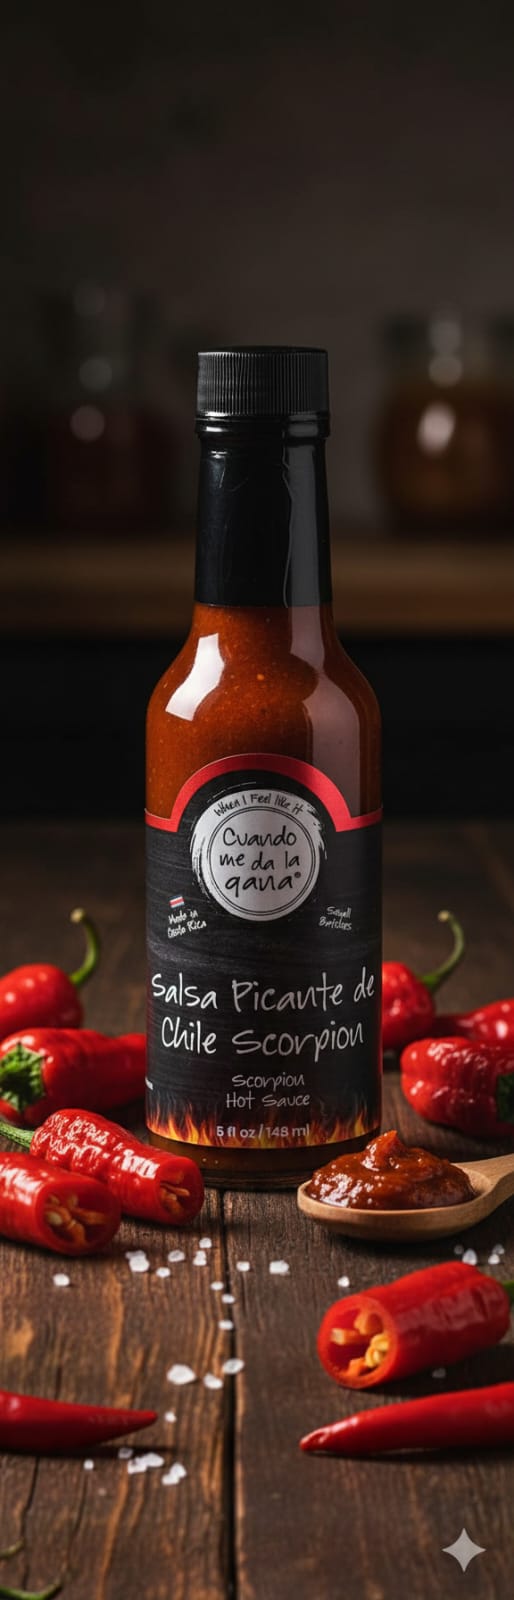 When I Feel like it
Cuando
me da la
gana®
Made in
Costa Rica
Small
Batches
Salsa Picante de
Chile Scorpion
Scorpion
Hot Sauce
5 fl oz / 148 ml